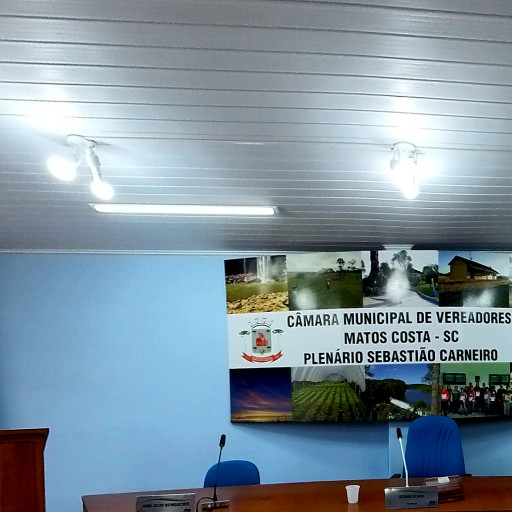 CÂMARA MUNICIPAL DE VEREADORES
MATOS COSTA - SC
PLENÁRIO SEBASTIÃO CARNEIRO